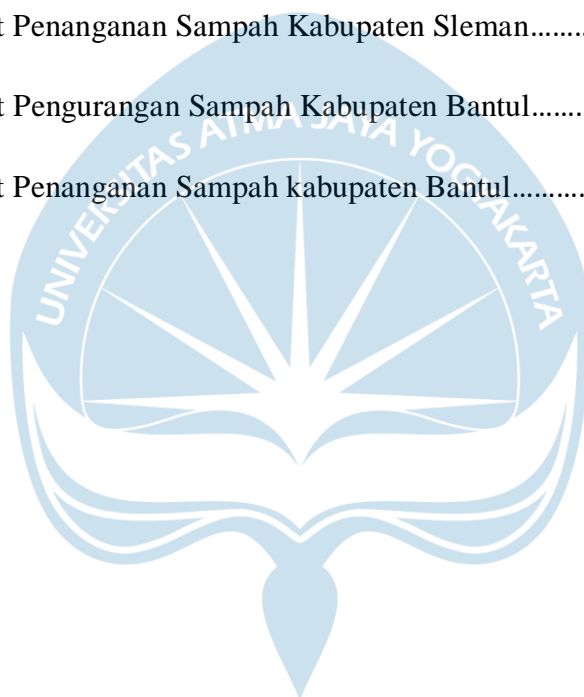 t Penanganan Sampah Kabupaten Sleman........
t Pengurangan Sampah Kabupaten Bantul.......
t Penanganan Sampah kabupaten Bantul..........
UNIVERSITAS ATMA JAYA YOGYAKARTA